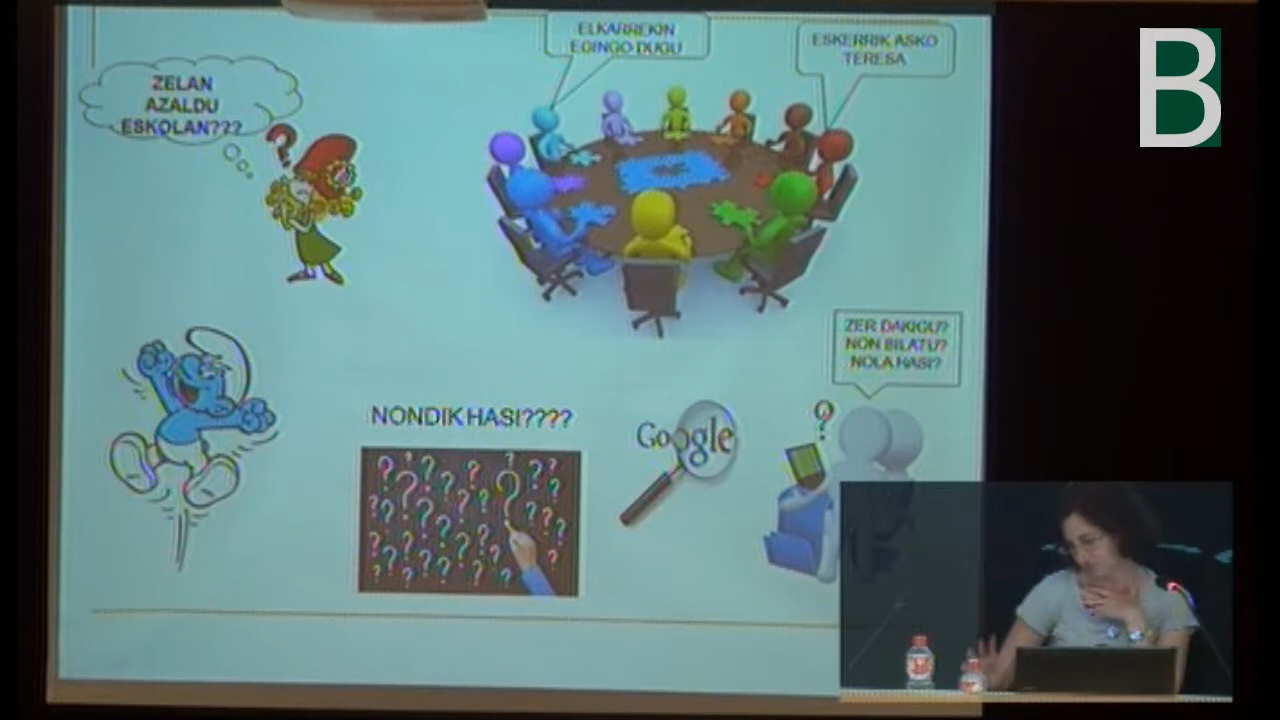 ELKARREKIN
EGINGO DUGU
ESKERRIK ASKO
TERESA
ZELAN
AZALDU
ESKOLAN???
?
ZER DAKIGU?
NON BILATU?
NOLA HASI?
NONDIK HASI????
Google
?
B